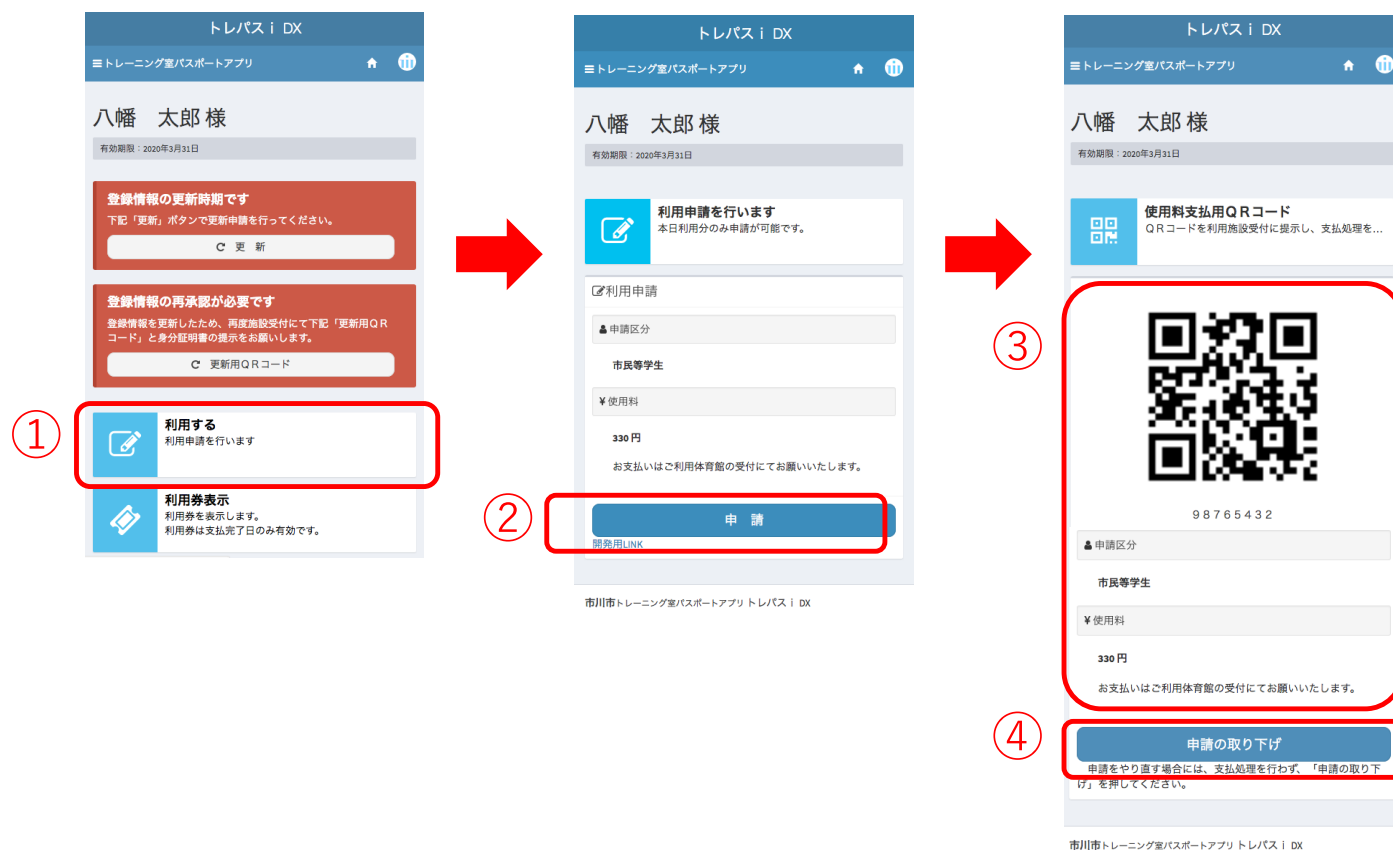 トレパスｉ DX
トレーニング室パスポートアプリ
八幡　太郎 様
有効期限：2020年3月31日
登録情報の更新時期です
下記「更新」ボタンで更新申請を行ってください。
更　新
登録情報の再承認が必要です
登録情報を更新したため、再度施設受付にて下記「更新用ＱＲ
コード」と身分証明書の提示をお願いします。
更新用ＱＲコード
①
利用する
利用申請を行います
利用券表示
利用券を表示します。
利用券は支払完了日のみ有効です。
トレパスｉ DX
トレーニング室パスポートアプリ
八幡　太郎 様
有効期限：2020年3月31日
利用申請を行います
本日利用分のみ申請が可能です。
利用申請
申請区分
市民等学生
¥ 使用料
330 円
お支払いはご利用体育館の受付にてお願いいたします。
②
申　請
開発用LINK
市川市トレーニング室パスポートアプリ トレパスｉ DX
トレパスｉ DX
トレーニング室パスポートアプリ
八幡　太郎 様
有効期限：2020年3月31日
使用料支払用ＱＲコード
ＱＲコードを利用施設受付に提示し、支払処理を…
③
98765432
申請区分
市民等学生
¥ 使用料
330 円
お支払いはご利用体育館の受付にてお願いいたします。
④
申請の取り下げ
申請をやり直す場合には、支払処理を行わず、「申請の取り下
げ」を押してください。
市川市トレーニング室パスポートアプリ トレパスｉ DX